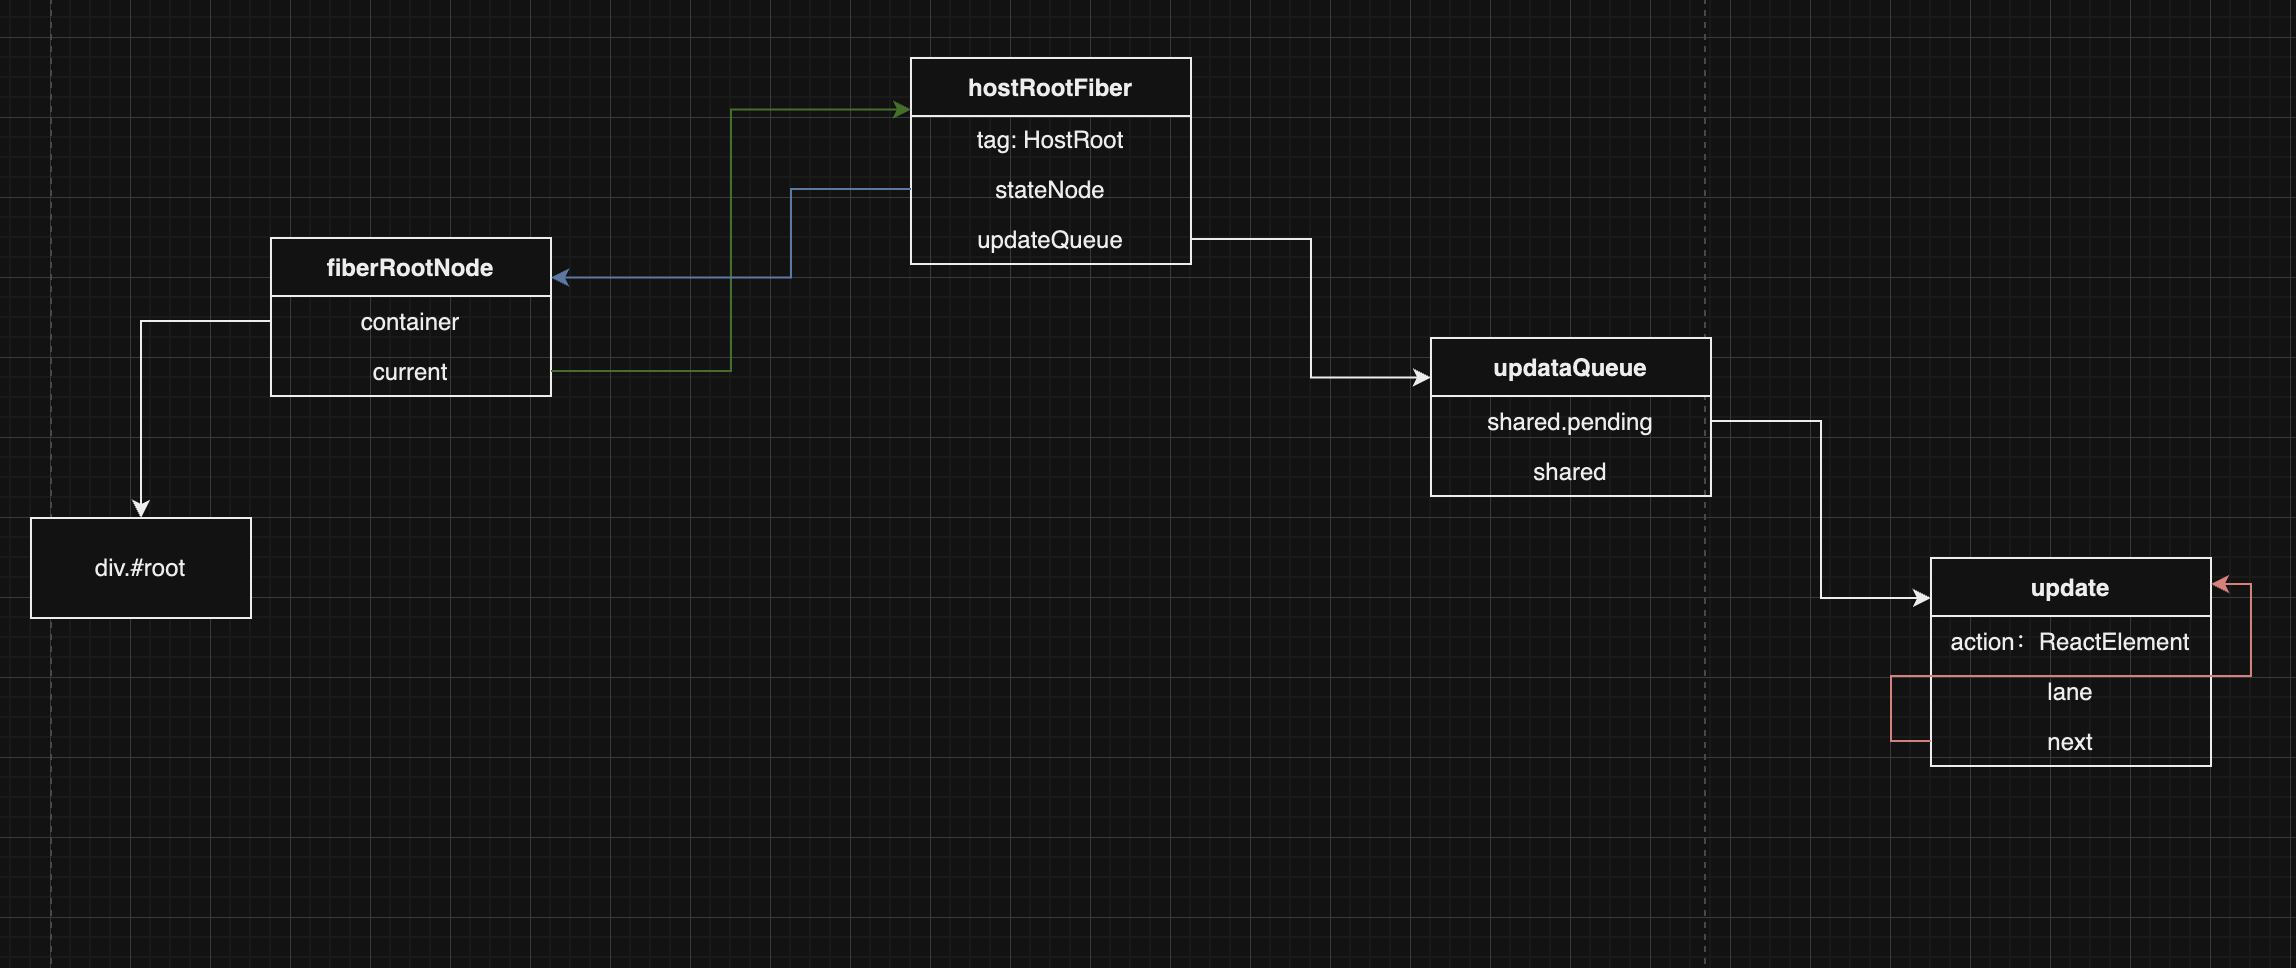 hostRootFiber
tag: HostRoot
stateNode
updateQueue
fiberRootNode
container
current
updataQueue
shared.pending
shared
div.#root
update
action：ReactElement
lane
next